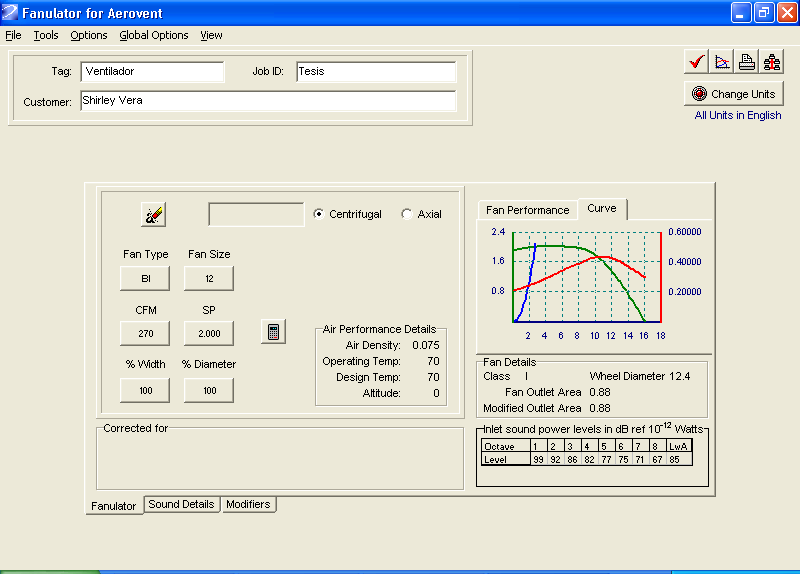 Fanulator for Aerovent
File Tools Options Global Options View
Tag: Ventilador Job ID: Tesis
Customer: Shirley Vera
Change Units
All Units in English
Centrifugal Axial
Fan Type Fan Size
BI 12
CFM SP
270 2.000
% Width % Diameter
100 100
Air Performance Details
Air Density: 0.075
Operating Temp: 70
Design Temp: 70
Altitude: 0
Corrected for
Fan Performance Curve
2.4 0.60000
1.6 0.40000
0.8 0.20000
2 4 6 8 10 12 14 16 18
Fan Details
Class I Wheel Diameter 12.4
Fan Outlet Area 0.88
Modified Outlet Area 0.88
Inlet sound power levels in dB ref 10⁻¹² Watts
Octave 1 2 3 4 5 6 7 8 LwA
Level 99 92 86 82 77 75 71 67 85
Fanulator Sound Details Modifiers